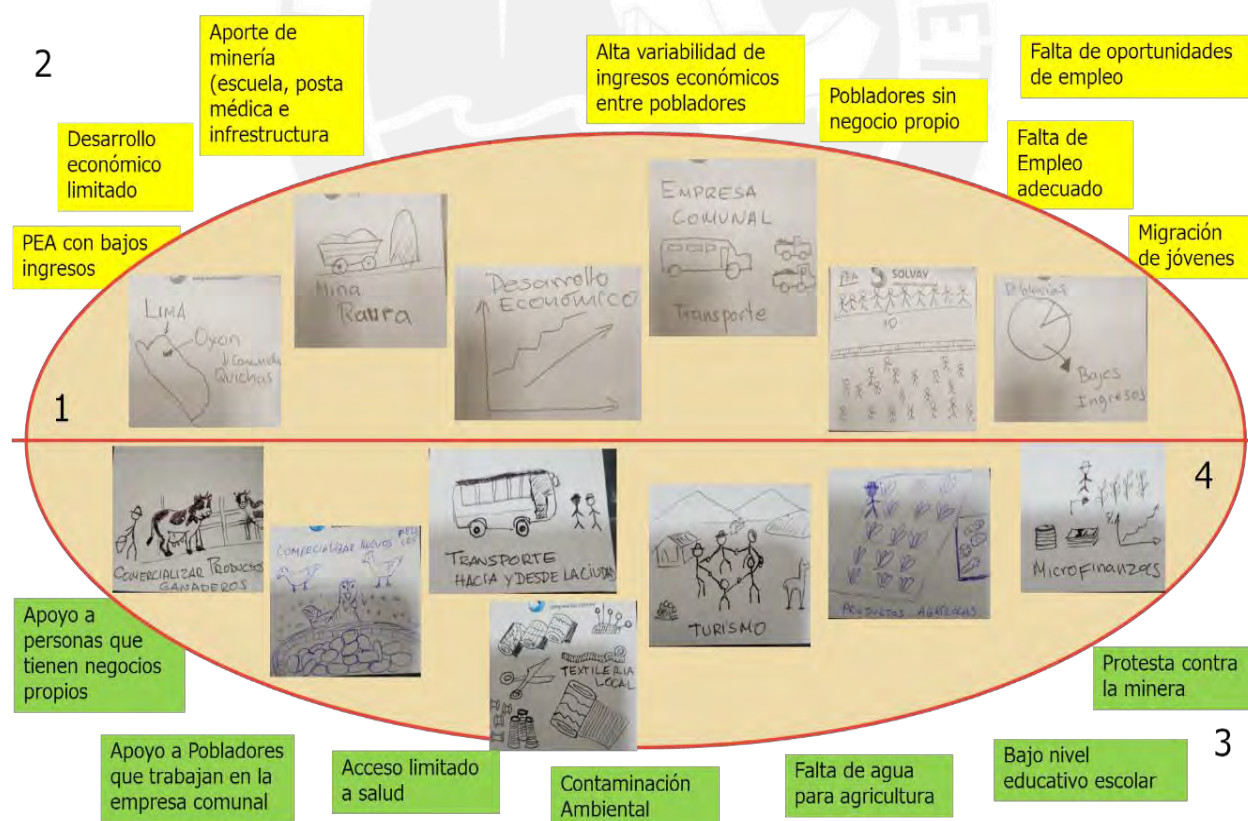 2
Aporte de
minería
(escuela, posta
médica e
infrestructura
Alta variabilidad de
ingresos económicos
entre pobladores
Falta de oportunidades
de empleo
Pobladores sin
negocio propio
Desarrollo
económico
limitado
Falta de
Empleo
adecuado
PEA con bajos
ingresos
Migración
de jóvenes
1
LIMA
Oyon
Comunidad
Quichas
Mina
Raura
Desarrollo
Económico
EMPRESA
COMUNAL
Transporte
PEA
SOLVAY
10
Población
Bajos
Ingresos
4
COMERCIALIZAR PRODUCTOS
GANADEROS
COMERCIALIZAR HUEVOS
TRANSPORTE
HACIA Y DESDE LA CIUDAD
TEXTILERIA
LOCAL
TURISMO
PRODUCTOS AGRÍCOLAS
MICROFINANZAS
Apoyo a
personas que
tienen negocios
propios
Protesta contra
la minera
Apoyo a Pobladores
que trabajan en la
empresa comunal
Acceso limitado
a salud
Contaminación
Ambiental
Falta de agua
para agricultura
Bajo nivel
educativo escolar
3